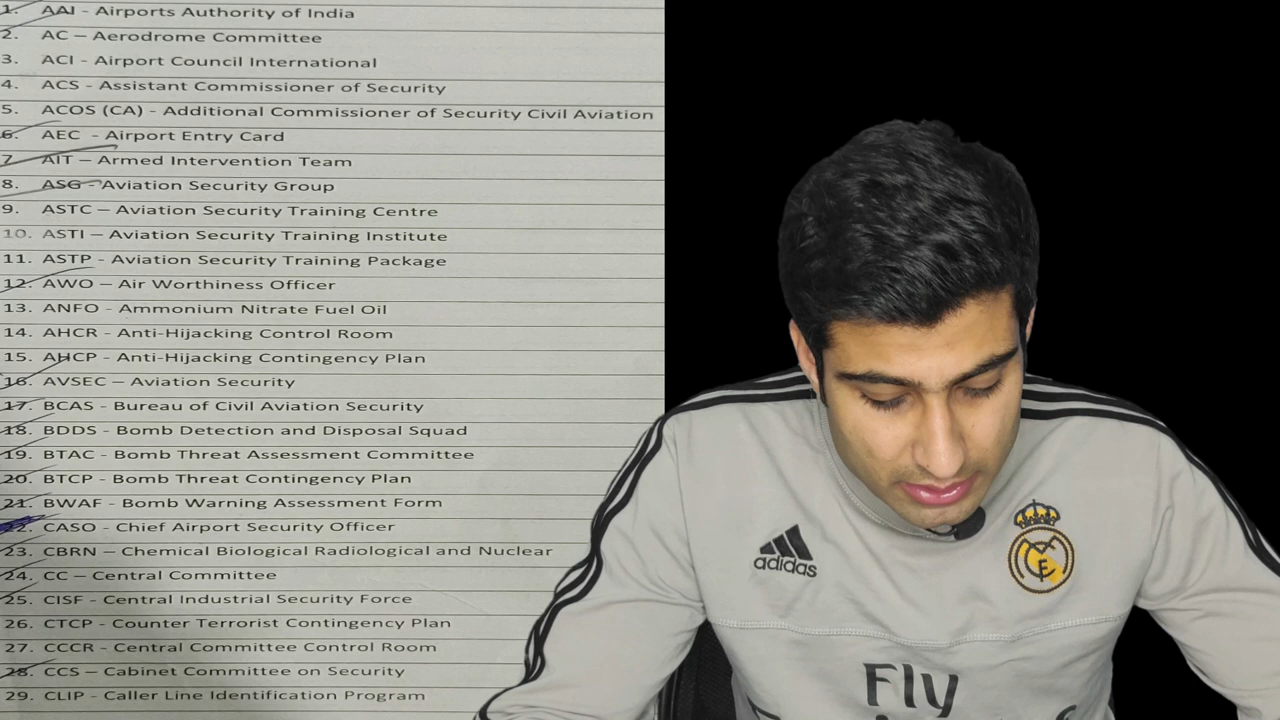 1. AAI - Airports Authority of India
2. AC – Aerodrome Committee
3. ACI - Airport Council International
4. ACS - Assistant Commissioner of Security
5. ACOS (CA) - Additional Commissioner of Security Civil Aviation
6. AEC - Airport Entry Card
7. AIT – Armed Intervention Team
8. ASG - Aviation Security Group
9. ASTC – Aviation Security Training Centre
10. ASTI – Aviation Security Training Institute
11. ASTP - Aviation Security Training Package
12. AWO – Air Worthiness Officer
13. ANFO - Ammonium Nitrate Fuel Oil
14. AHCR - Anti-Hijacking Control Room
15. AHCP - Anti-Hijacking Contingency Plan
16. AVSEC – Aviation Security
17. BCAS - Bureau of Civil Aviation Security
18. BDDS - Bomb Detection and Disposal Squad
19. BTAC - Bomb Threat Assessment Committee
20. BTCP - Bomb Threat Contingency Plan
21. BWAF - Bomb Warning Assessment Form
22. CASO - Chief Airport Security Officer
23. CBRN – Chemical Biological Radiological and Nuclear
24. CC – Central Committee
25. CISF - Central Industrial Security Force
26. CTCP - Counter Terrorist Contingency Plan
27. CCCR - Central Committee Control Room
28. CCS - Cabinet Committee on Security
29. CLIP - Caller Line Identification Program
adidas
Fly